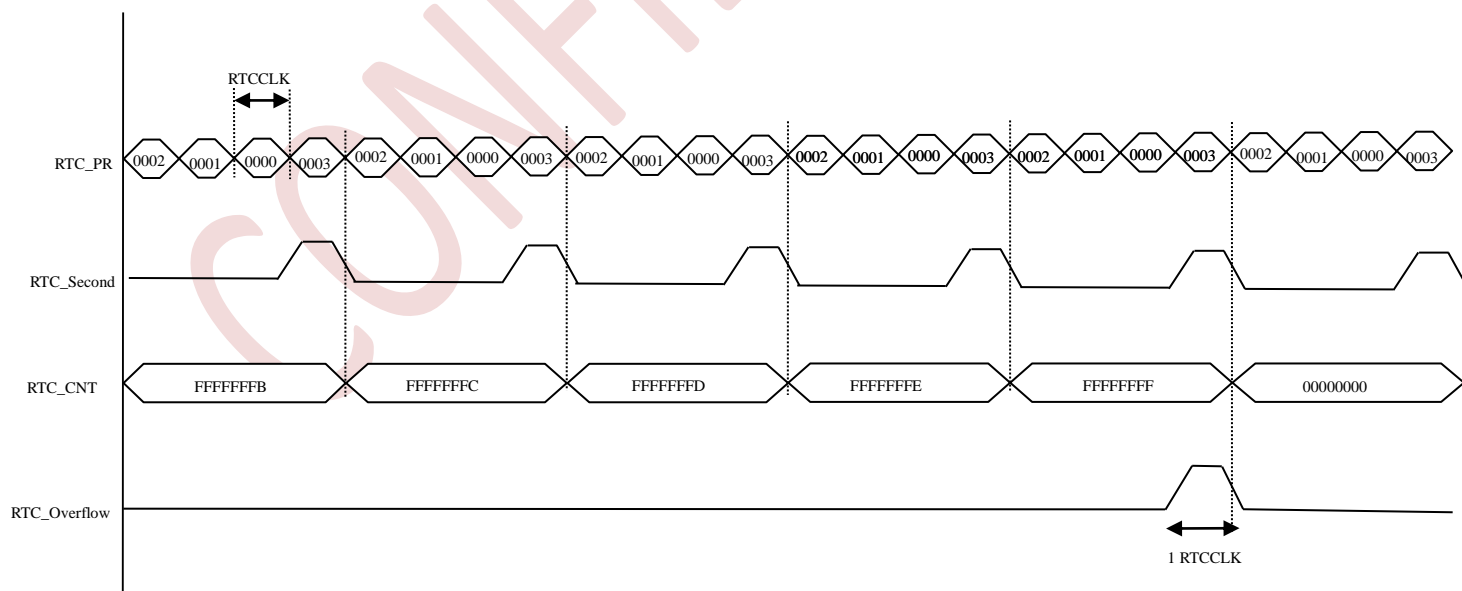 RTCCLK
RTC_PR 0002 0001 0000 0003 0002 0001 0000 0003 0002 0001 0000 0003 0002 0001 0000 0003 0002 0001 0000 0003 0002 0001 0000 0003
RTC_Second
RTC_CNT FFFFFFFB FFFFFFFC FFFFFFFD FFFFFFFE FFFFFFFF 00000000
RTC_Overflow
1 RTCCLK